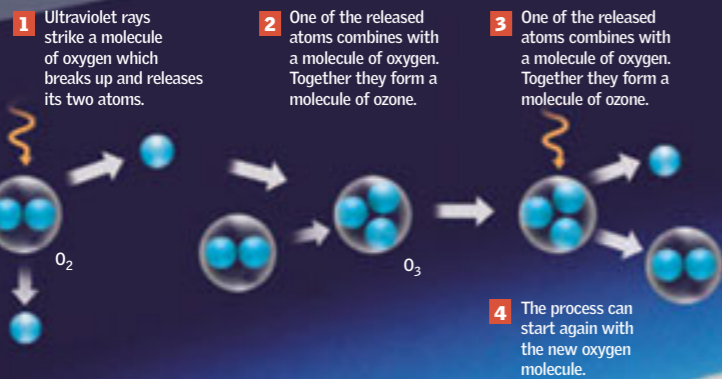 1 Ultraviolet rays
strike a molecule
of oxygen which
breaks up and releases
its two atoms.
2 One of the released
atoms combines with
a molecule of oxygen.
Together they form a
molecule of ozone.
3 One of the released
atoms combines with
a molecule of oxygen.
Together they form a
molecule of ozone.
O₂
O₃
4 The process can
start again with
the new oxygen
molecule.